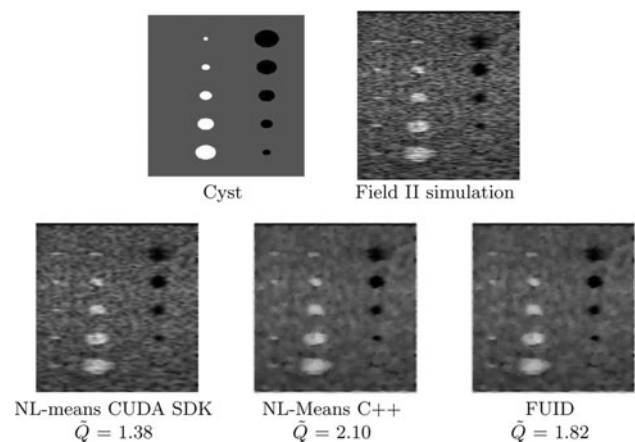 Cyst
Field II simulation
NL-means CUDA SDK
Q̃ = 1.38
NL-Means C++
Q̃ = 2.10
FUID
Q̃ = 1.82